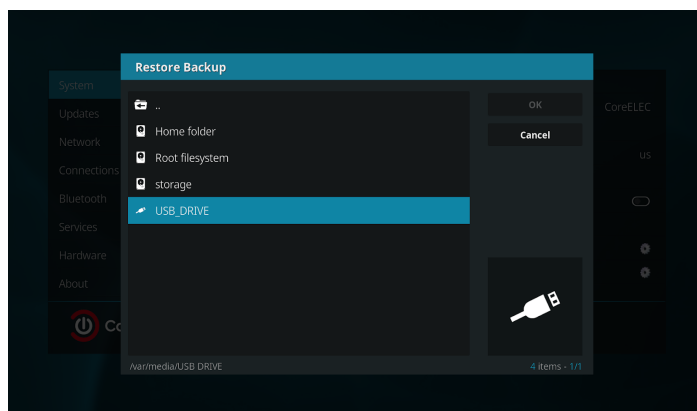 Restore Backup
System
Updates
Network
Connections
Bluetooth
Services
Hardware
About
..
Home folder
Root filesystem
storage
USB_DRIVE
OK
Cancel
CoreELEC
us
/var/media/USB DRIVE
4 items - 1/1